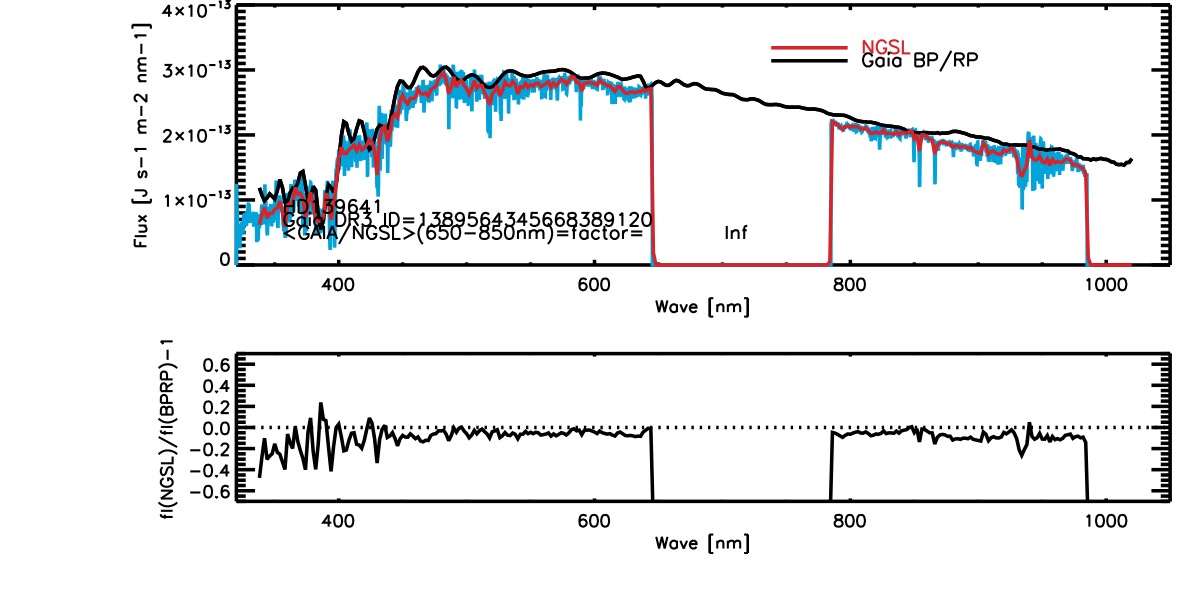 4×10−13
3×10−13
2×10−13
1×10−13
0
Flux [J s−1 m−2 nm−1]
NGSL
Gaia BP/RP
HD139641
Gaia DR3 ID=1389564345668389120
<GAIA/NGSL>(650−850nm)=factor= Inf
400 600 800 1000
Wave [nm]
fl(NGSL)/fl(BPRP)−1
0.6
0.4
0.2
0.0
−0.2
−0.4
−0.6
400 600 800 1000
Wave [nm]